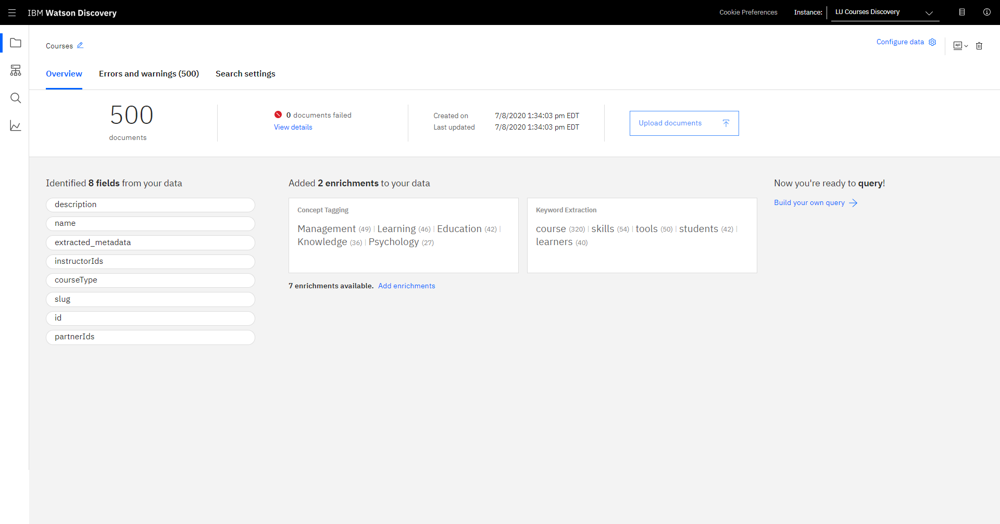 IBM Watson Discovery
Cookie Preferences
Instance:
LU Courses Discovery
Courses
Configure data
api
Overview
Errors and warnings (500)
Search settings
500
documents
0 documents failed
View details
Created on 7/8/2020 1:34:03 pm EDT
Last updated 7/8/2020 1:34:03 pm EDT
Upload documents
Identified 8 fields from your data
description
name
extracted_metadata
instructorIds
courseType
slug
id
partnerIds
Added 2 enrichments to your data
Concept Tagging
Management (49) | Learning (46) | Education (42) |
Knowledge (36) | Psychology (27)
Keyword Extraction
course (320) | skills (54) | tools (50) | students (42) |
learners (40)
7 enrichments available. Add enrichments
Now you're ready to query!
Build your own query